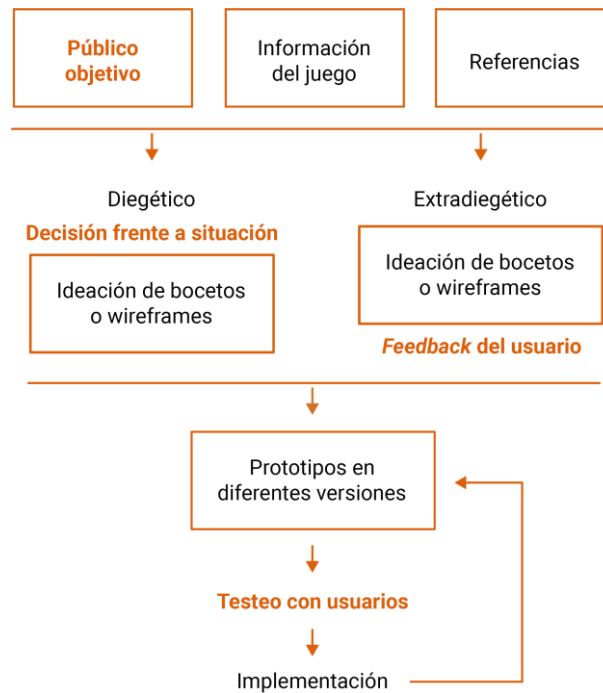 Público
objetivo
Información
del juego
Referencias
Diegético
Decisión frente a situación
Ideación de bocetos
o wireframes
Extradiegético
Ideación de bocetos
o wireframes
Feedback del usuario
Prototipos en
diferentes versiones
Testeo con usuarios
Implementación